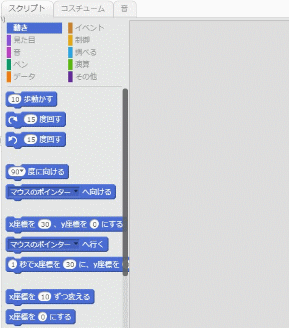 スクリプト コスチューム 音
動き イベント
見た目 制御
音 調べる
ペン 演算
データ その他
10 歩動かす
15 度回す
15 度回す
90 度に向ける
マウスのポインター へ向ける
x座標を 30 、y座標を 0 にする
マウスのポインター へ行く
1 秒でx座標を 30 に、y座標を
x座標を 10 ずつ変える
x座標を 0 にする